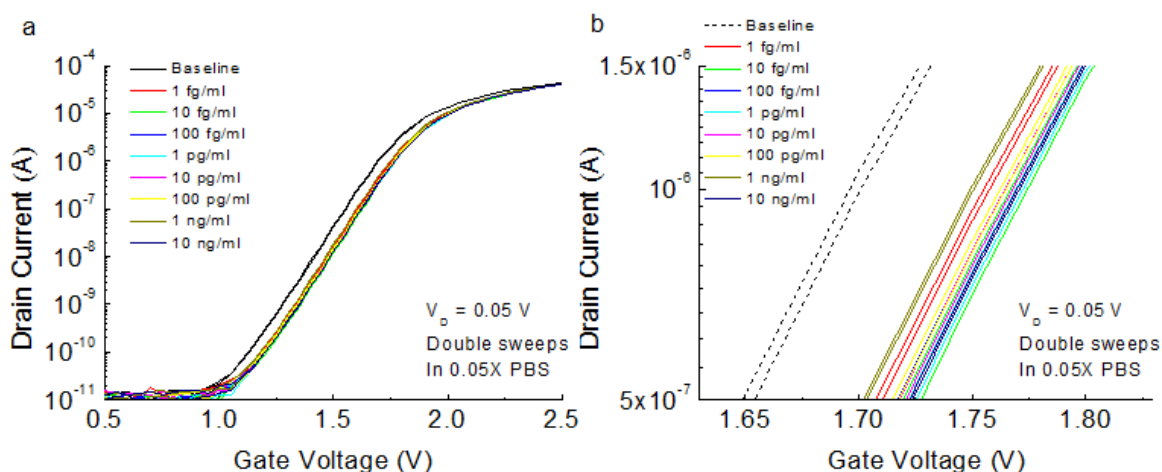 a
10⁻⁴
10⁻⁵
10⁻⁶
10⁻⁷
10⁻⁸
10⁻⁹
10⁻¹⁰
10⁻¹¹
Drain Current (A)
Baseline
1 fg/ml
10 fg/ml
100 fg/ml
1 pg/ml
10 pg/ml
100 pg/ml
1 ng/ml
10 ng/ml
V_D = 0.05 V
Double sweeps
In 0.05X PBS
0.5 1.0 1.5 2.0 2.5
Gate Voltage (V)
b
1.5x10⁻⁶
10⁻⁶
5x10⁻⁷
Drain Current (A)
Baseline
1 fg/ml
10 fg/ml
100 fg/ml
1 pg/ml
10 pg/ml
100 pg/ml
1 ng/ml
10 ng/ml
V_D = 0.05 V
Double sweeps
In 0.05X PBS
1.65 1.70 1.75 1.80
Gate Voltage (V)